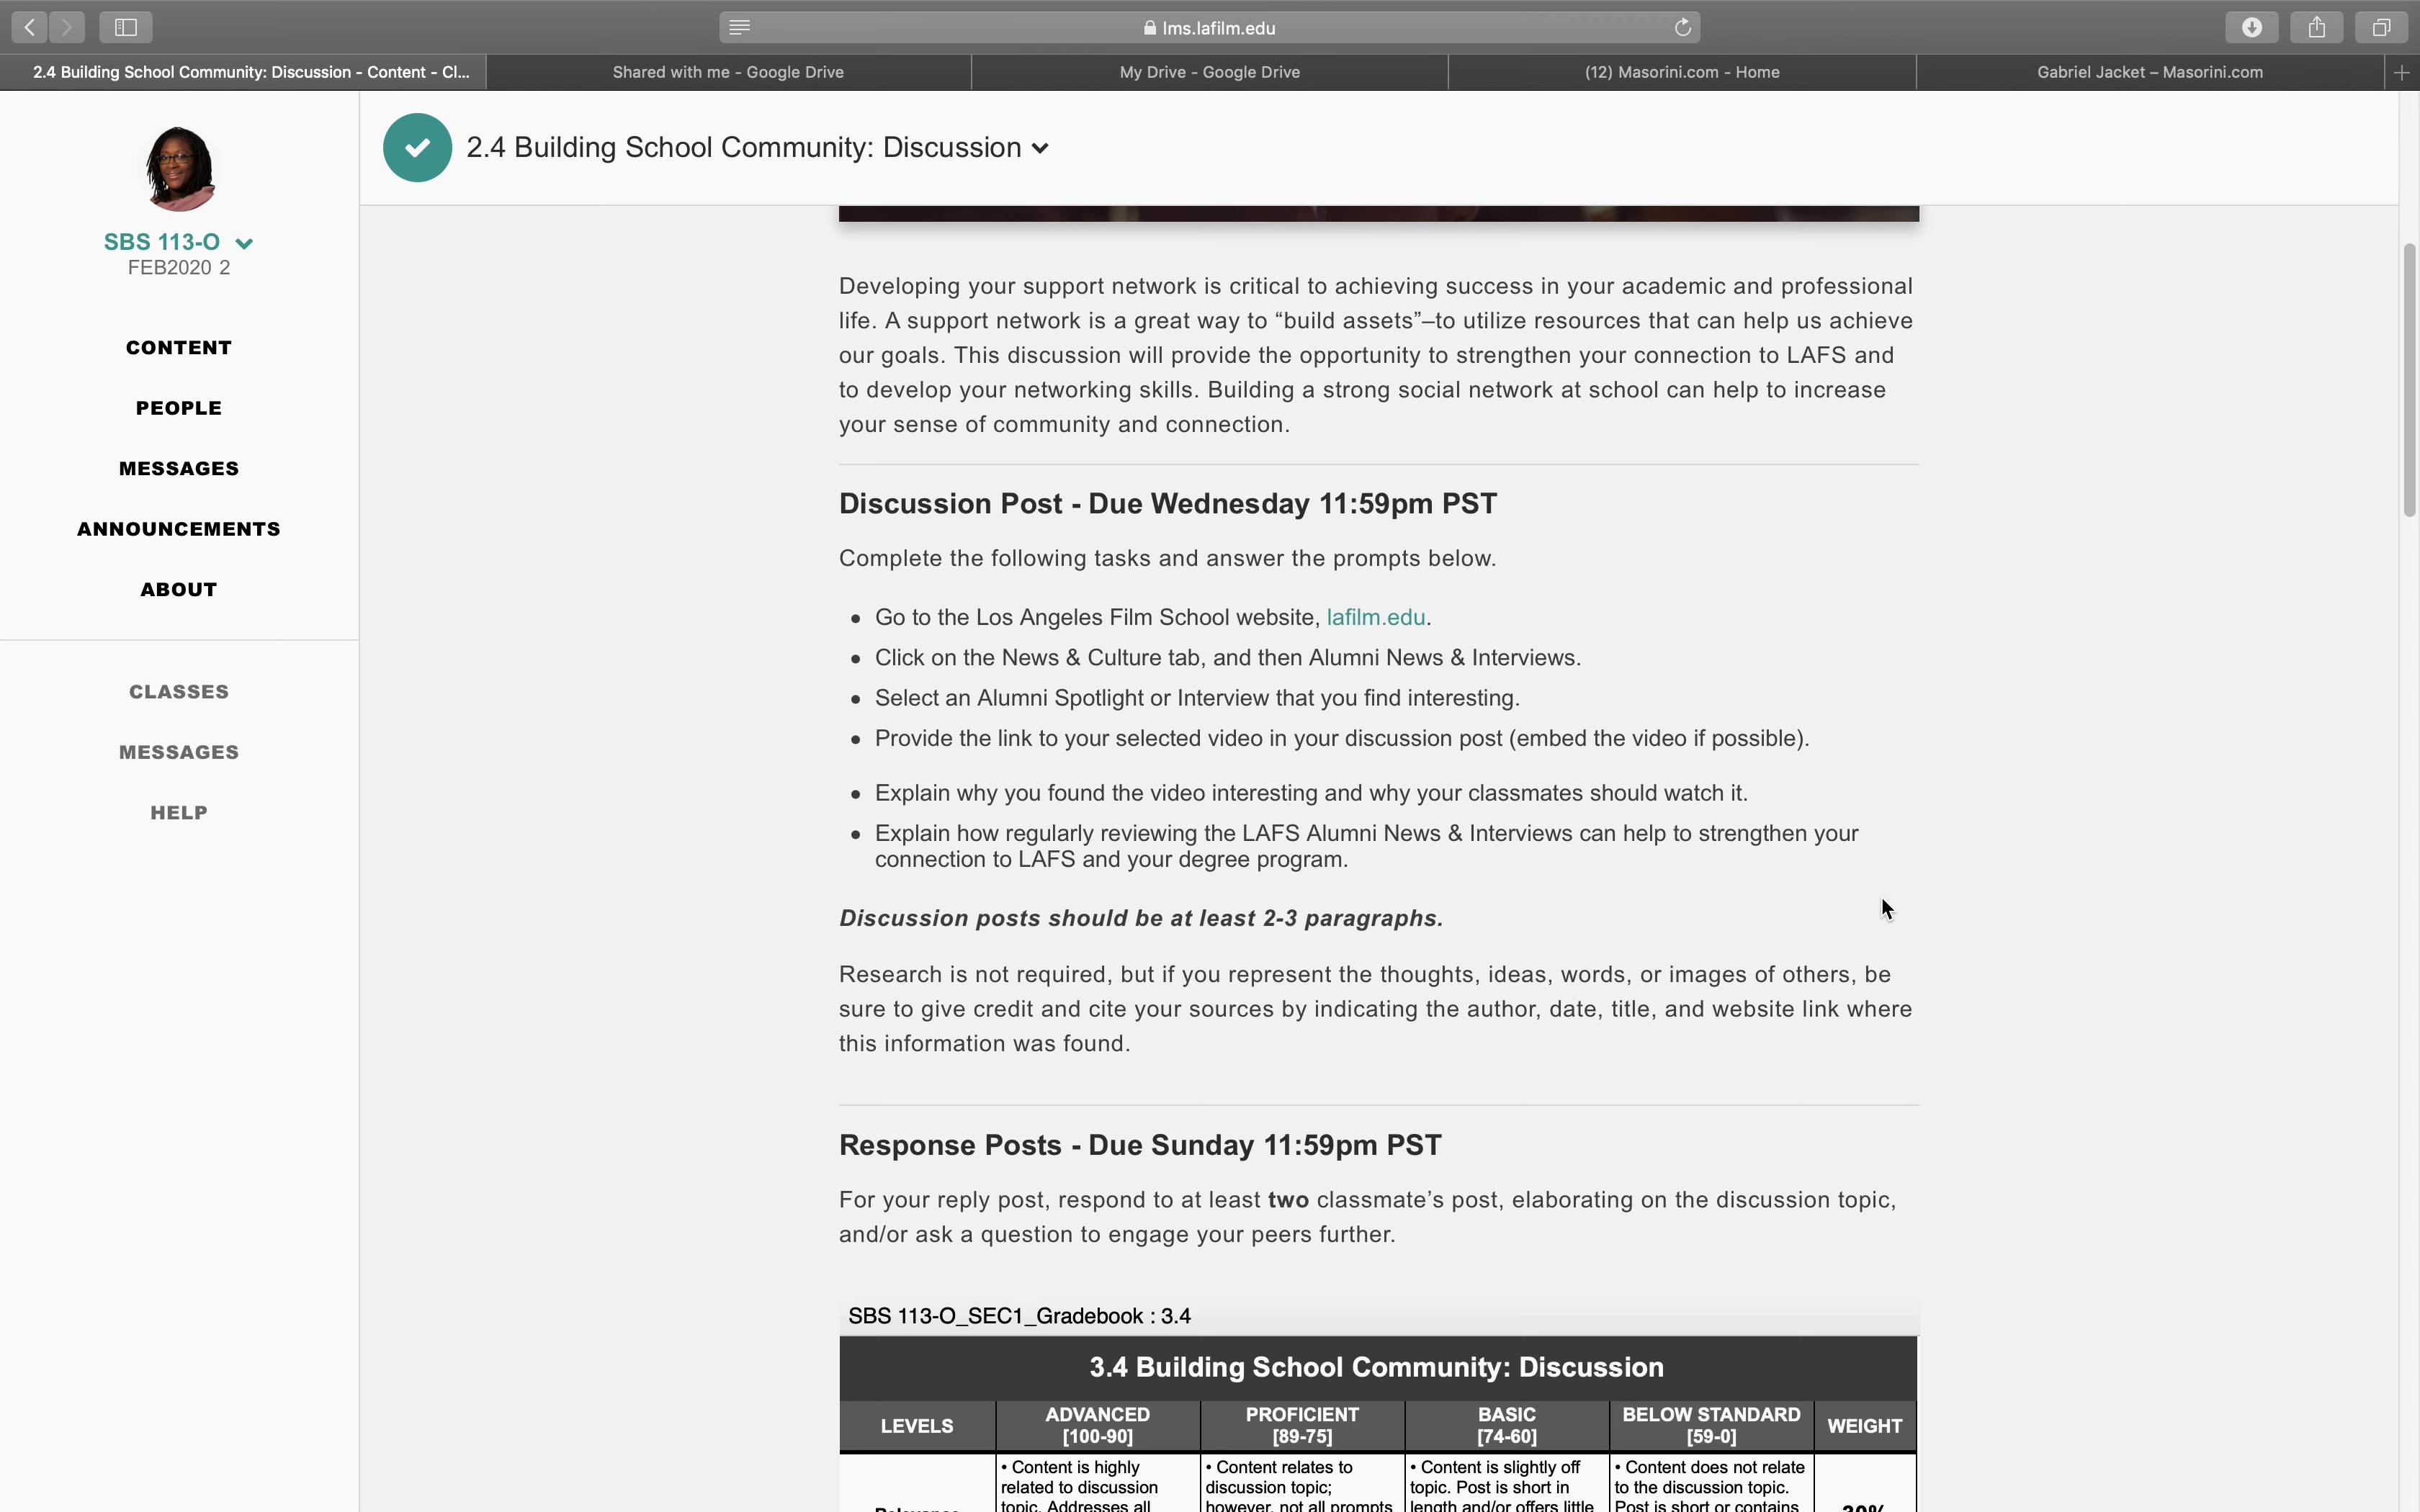 lms.lafilm.edu
2.4 Building School Community: Discussion - Content - Cl...
Shared with me - Google Drive
My Drive - Google Drive
(12) Masorini.com - Home
Gabriel Jacket – Masorini.com
2.4 Building School Community: Discussion
SBS 113-O
FEB2020 2
CONTENT
PEOPLE
MESSAGES
ANNOUNCEMENTS
ABOUT
CLASSES
MESSAGES
HELP
Developing your support network is critical to achieving success in your academic and professional
life. A support network is a great way to “build assets”–to utilize resources that can help us achieve
our goals. This discussion will provide the opportunity to strengthen your connection to LAFS and
to develop your networking skills. Building a strong social network at school can help to increase
your sense of community and connection.
Discussion Post - Due Wednesday 11:59pm PST
Complete the following tasks and answer the prompts below.
• Go to the Los Angeles Film School website, lafilm.edu.
• Click on the News & Culture tab, and then Alumni News & Interviews.
• Select an Alumni Spotlight or Interview that you find interesting.
• Provide the link to your selected video in your discussion post (embed the video if possible).
• Explain why you found the video interesting and why your classmates should watch it.
• Explain how regularly reviewing the LAFS Alumni News & Interviews can help to strengthen your
connection to LAFS and your degree program.
Discussion posts should be at least 2-3 paragraphs.
Research is not required, but if you represent the thoughts, ideas, words, or images of others, be
sure to give credit and cite your sources by indicating the author, date, title, and website link where
this information was found.
Response Posts - Due Sunday 11:59pm PST
For your reply post, respond to at least two classmate’s post, elaborating on the discussion topic,
and/or ask a question to engage your peers further.
SBS 113-O_SEC1_Gradebook : 3.4
3.4 Building School Community: Discussion
LEVELS
ADVANCED
[100-90]
PROFICIENT
[89-75]
BASIC
[74-60]
BELOW STANDARD
[59-0]
WEIGHT
• Content is highly
related to discussion
topic. Addresses all
• Content relates to
discussion topic;
however, not all prompts
• Content is slightly off
topic. Post is short in
length and/or offers little
• Content does not relate
to the discussion topic.
Post is short or contains